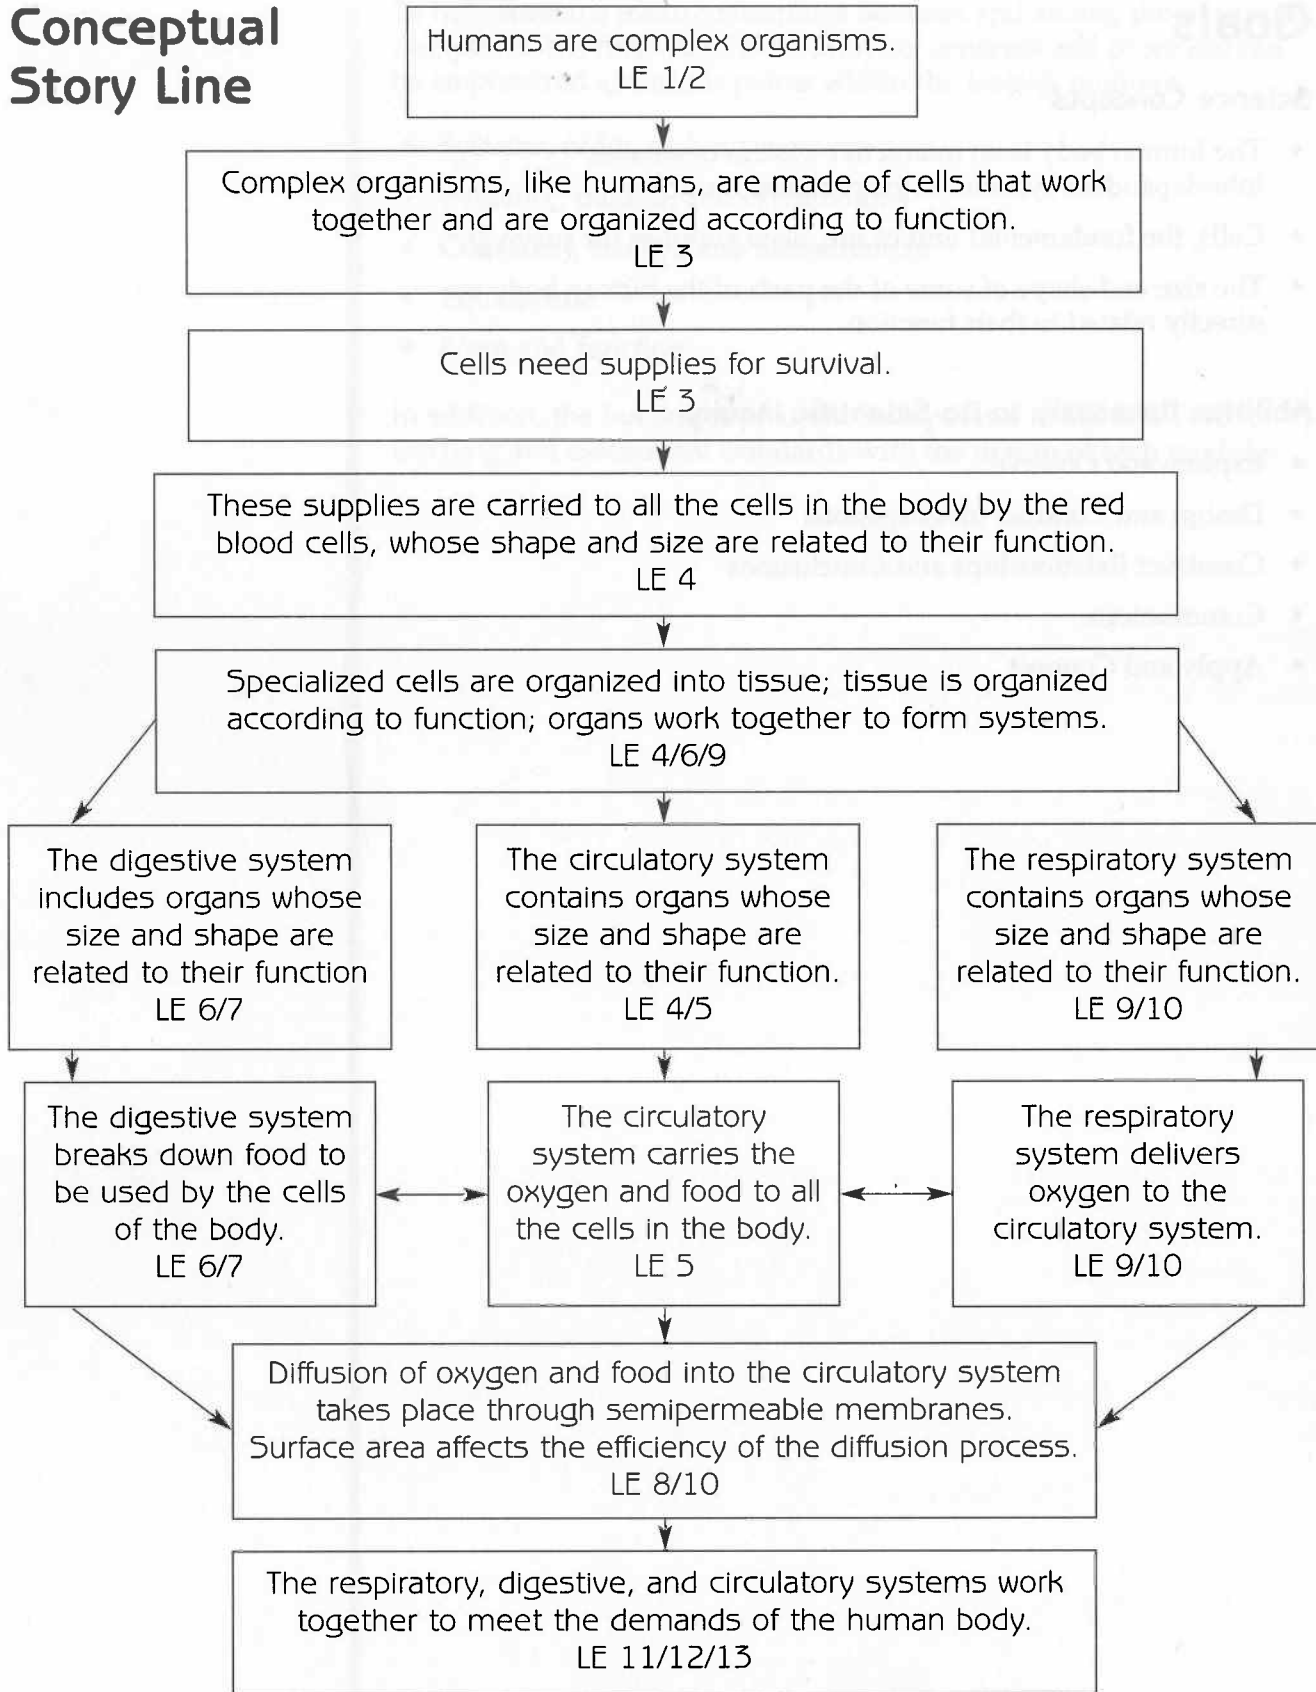 Conceptual
Story Line
Humans are complex organisms.
LE 1/2
Complex organisms, like humans, are made of cells that work
together and are organized according to function.
LE 3
Cells need supplies for survival.
LE 3
These supplies are carried to all the cells in the body by the red
blood cells, whose shape and size are related to their function.
LE 4
Specialized cells are organized into tissue; tissue is organized
according to function; organs work together to form systems.
LE 4/6/9
The digestive system
includes organs whose
size and shape are
related to their function
LE 6/7
The circulatory system
contains organs whose
size and shape are
related to their function.
LE 4/5
The respiratory system
contains organs whose
size and shape are
related to their function.
LE 9/10
The digestive system
breaks down food to
be used by the cells
of the body.
LE 6/7
The circulatory
system carries the
oxygen and food to all
the cells in the body.
LE 5
The respiratory
system delivers
oxygen to the
circulatory system.
LE 9/10
Diffusion of oxygen and food into the circulatory system
takes place through semipermeable membranes.
Surface area affects the efficiency of the diffusion process.
LE 8/10
The respiratory, digestive, and circulatory systems work
together to meet the demands of the human body.
LE 11/12/13